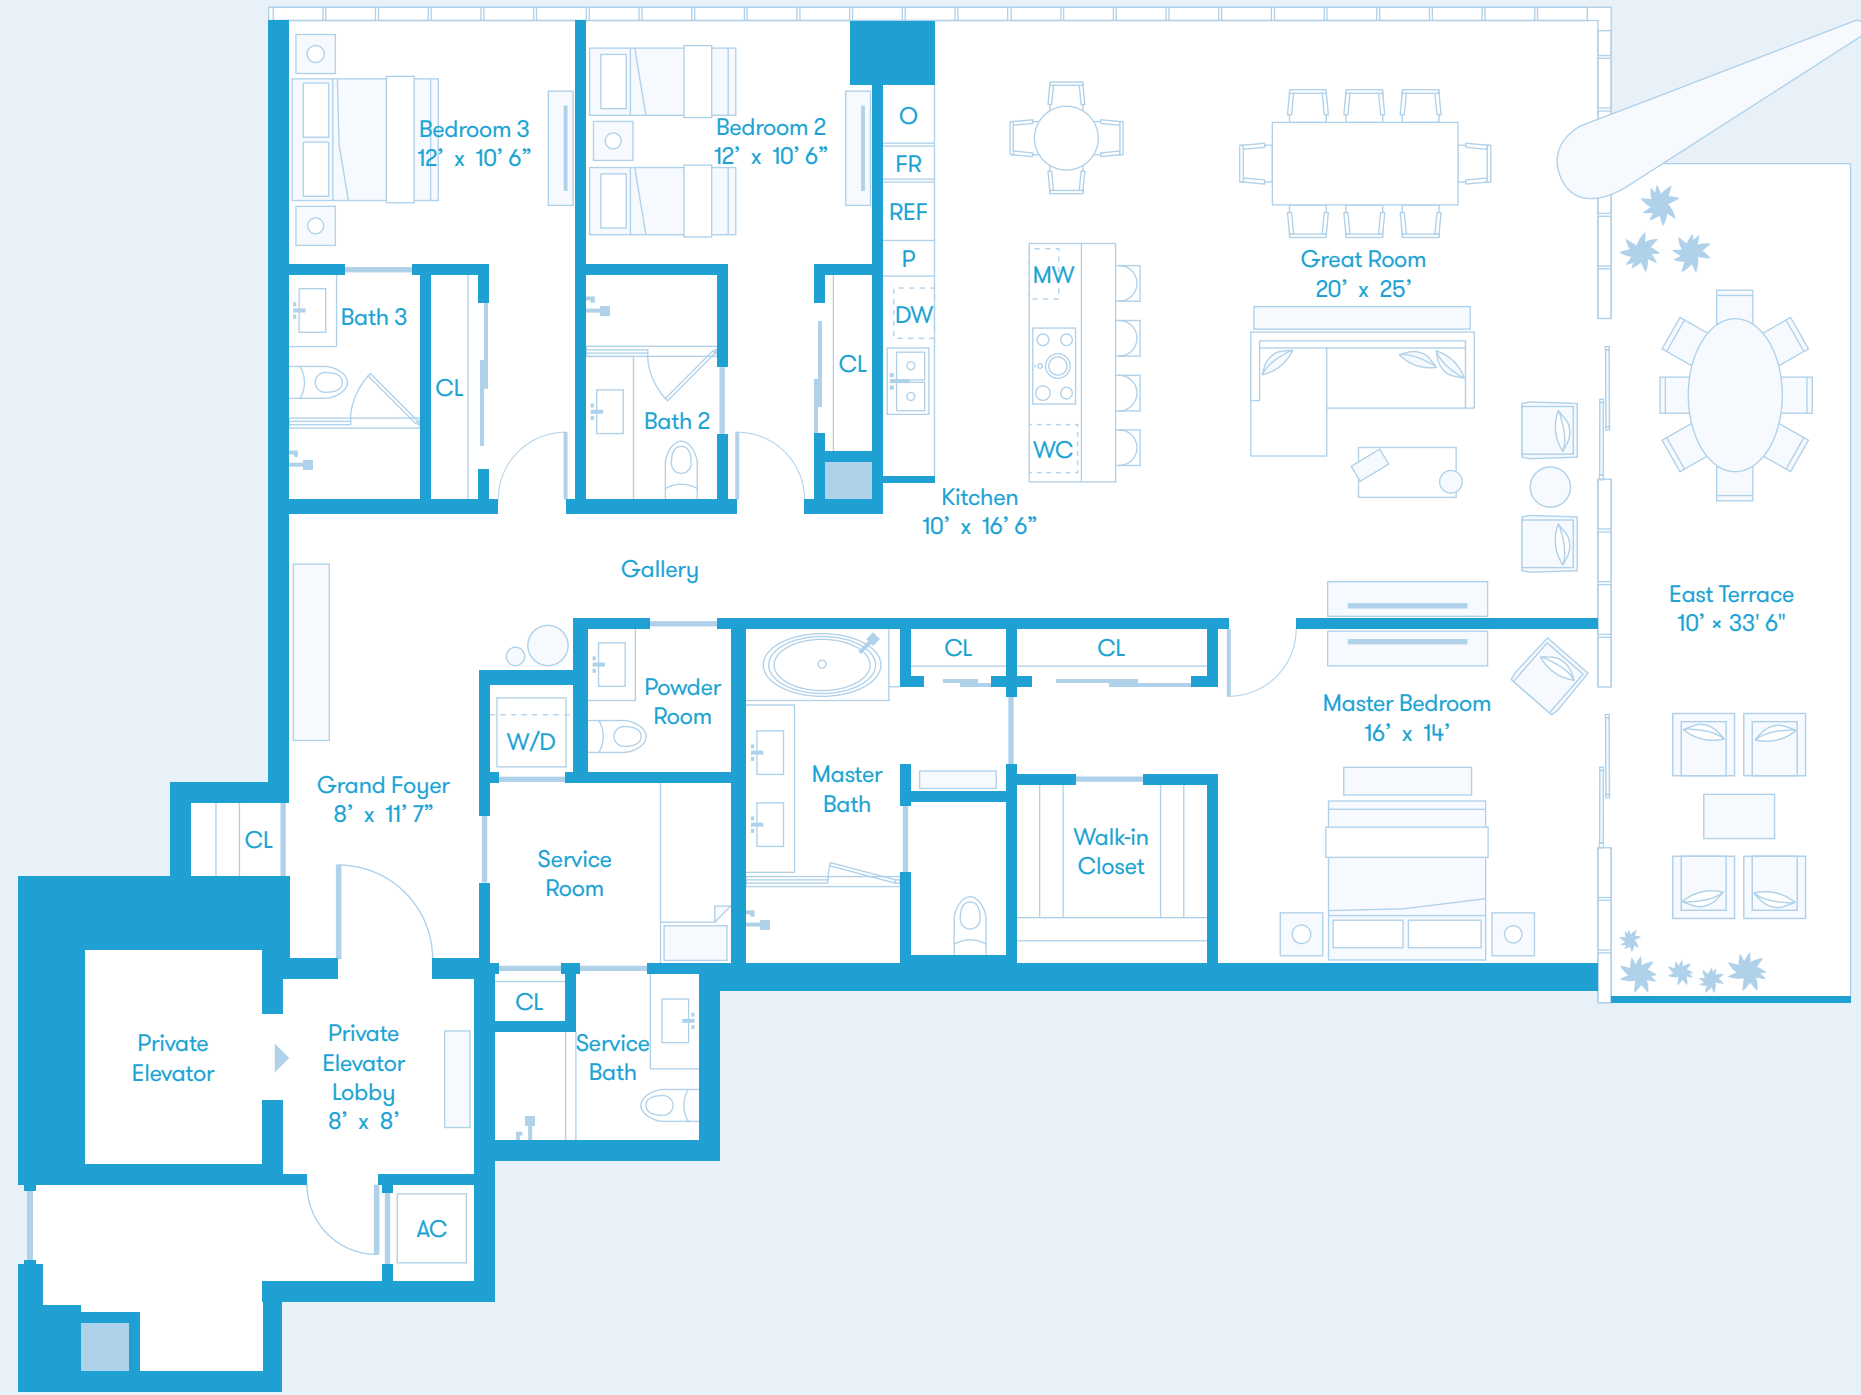 Bedroom 3
12’ x 10’ 6”
Bedroom 2
12’ x 10’ 6”
O
FR
REF
P
DW
MW
WC
Great Room
20’ x 25’
Bath 3
CL
Bath 2
CL
Kitchen
10’ x 16’ 6”
Gallery
East Terrace
10’ × 33' 6"
CL
CL
Powder
Room
W/D
Master Bedroom
16’ x 14’
Master
Bath
Grand Foyer
8’ x 11’ 7”
CL
Service
Room
Walk-in
Closet
CL
Service
Bath
Private
Elevator
Private
Elevator
Lobby
8’ x 8’
AC